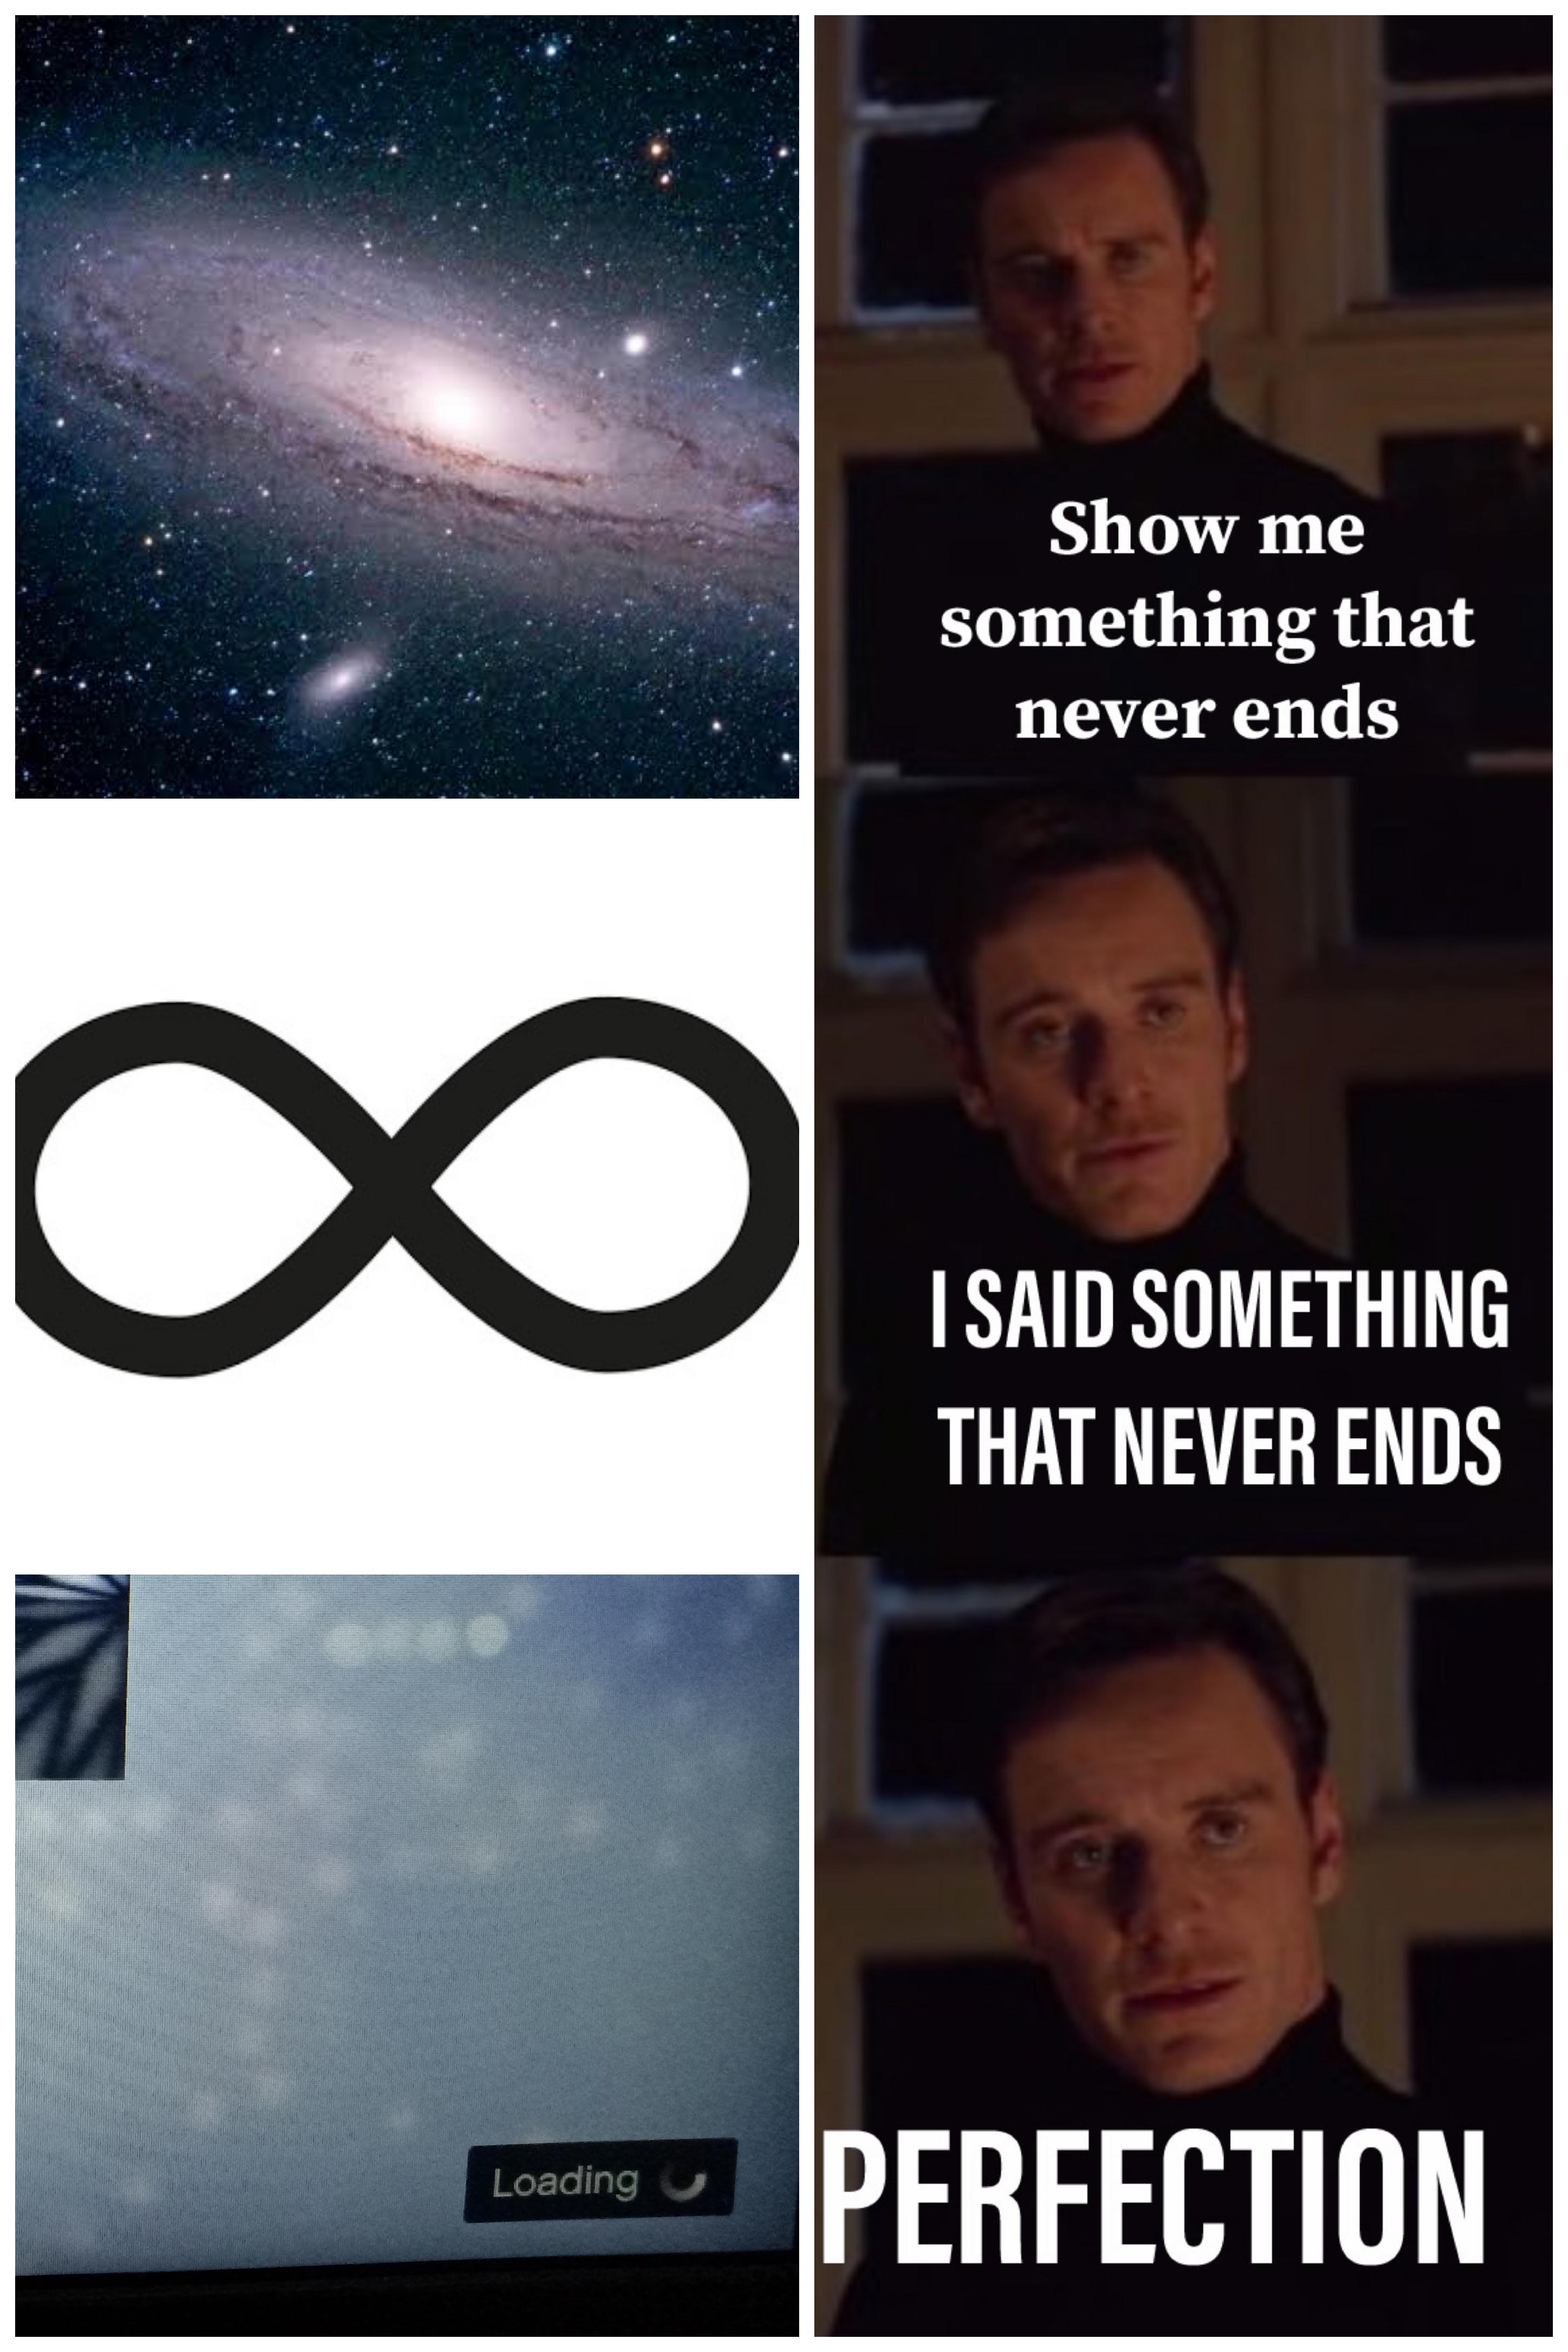 Show me
something that
never ends
I SAID SOMETHING
THAT NEVER ENDS
Loading
PERFECTION